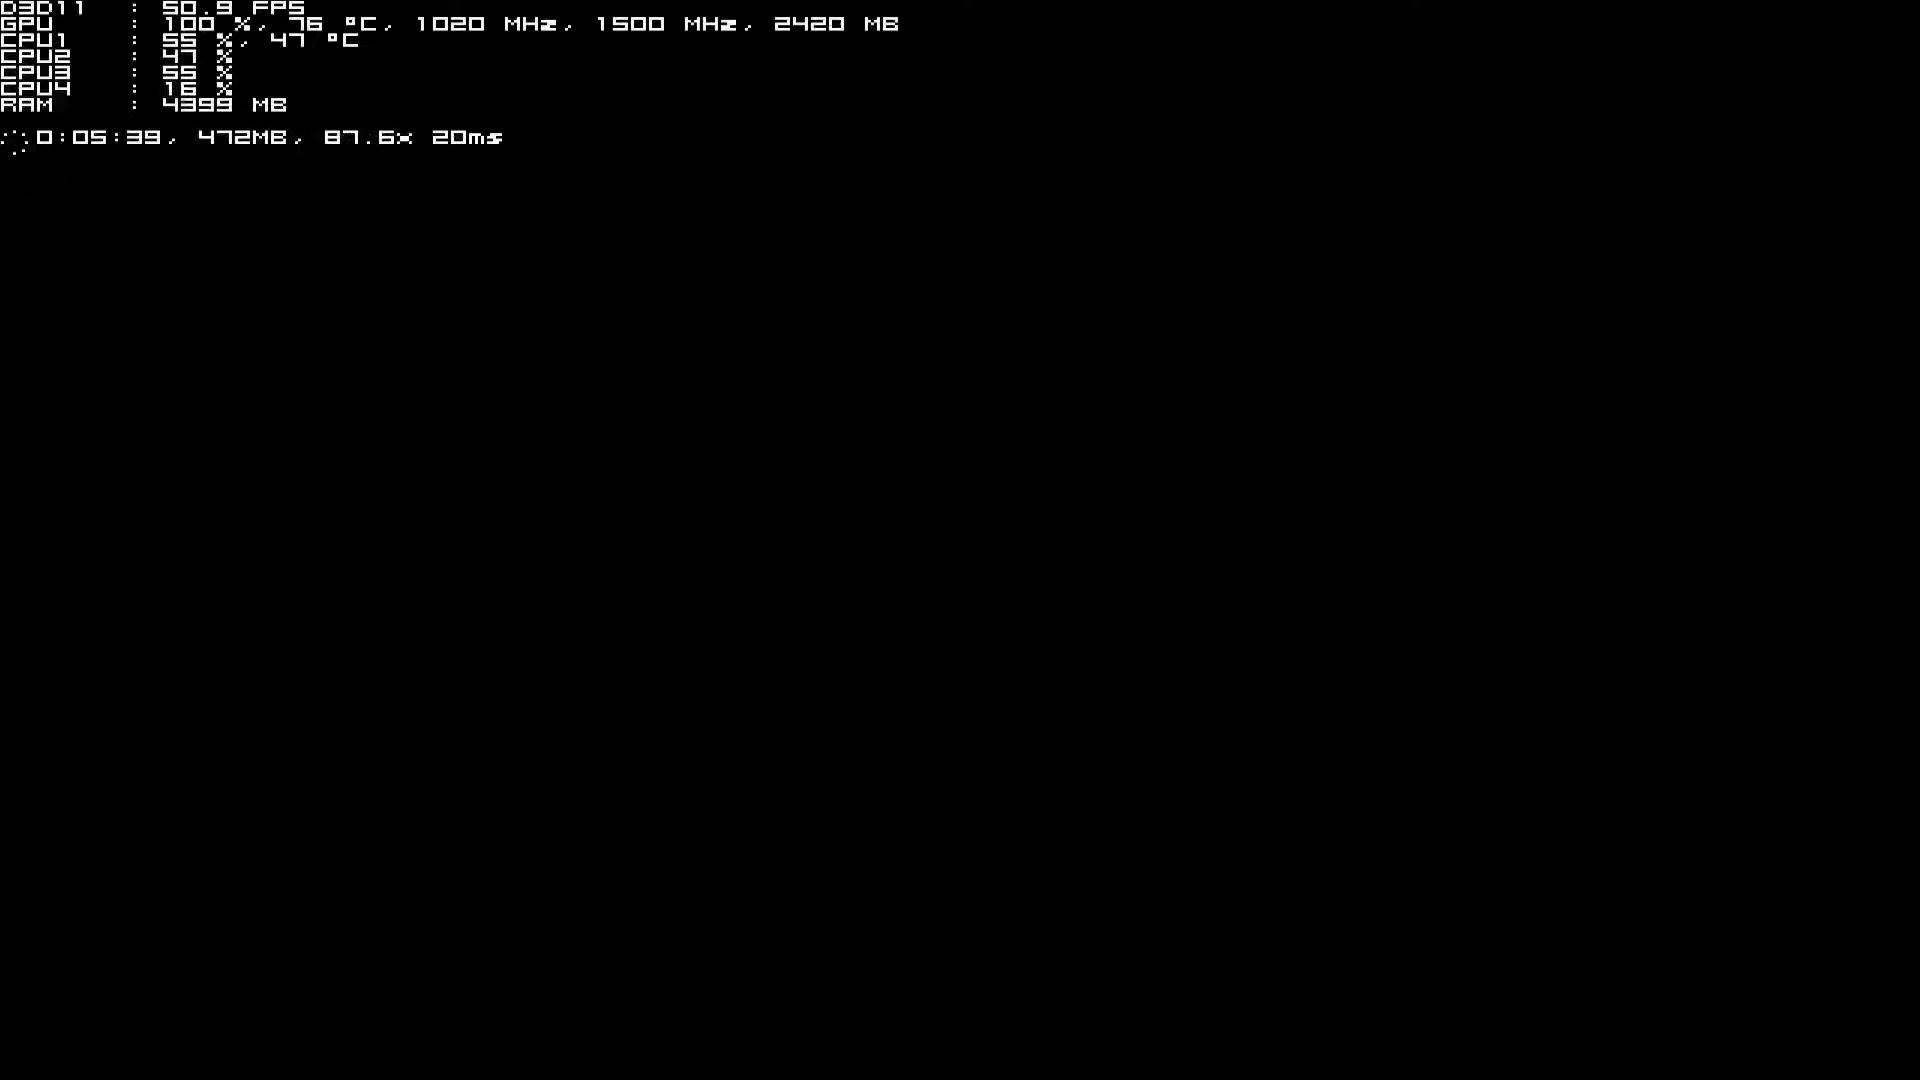 D3D11 : 50.9 FPS
GPU : 100 %, 76 °C, 1020 MHz, 1500 MHz, 2420 MB
CPU1 : 55 %, 47 °C
CPU2 : 47 %
CPU3 : 55 %
CPU4 : 16 %
RAM : 4399 MB
0:05:39, 472MB, 87.6x 20ms